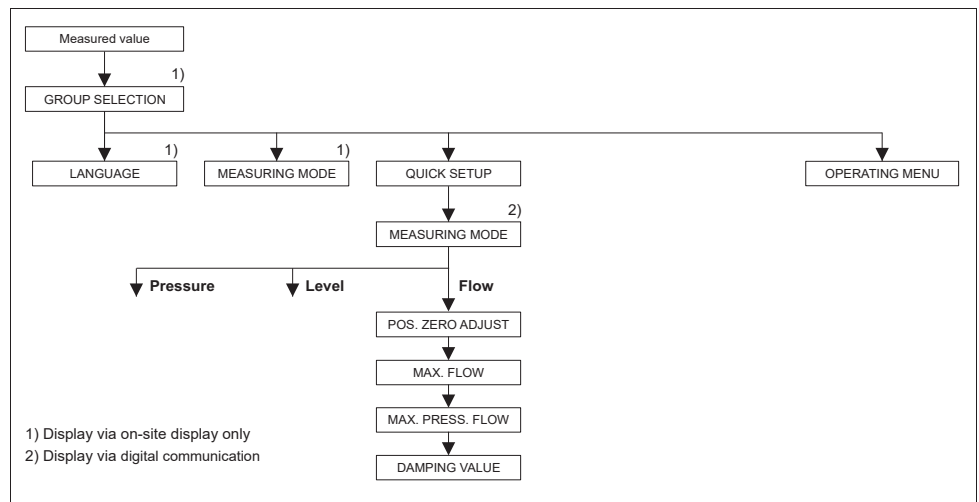 Measured value
1)
GROUP SELECTION
1)
1)
LANGUAGE
MEASURING MODE
QUICK SETUP
OPERATING MENU
2)
MEASURING MODE
Pressure
Level
Flow
POS. ZERO ADJUST
MAX. FLOW
MAX. PRESS. FLOW
DAMPING VALUE
1) Display via on-site display only
2) Display via digital communication